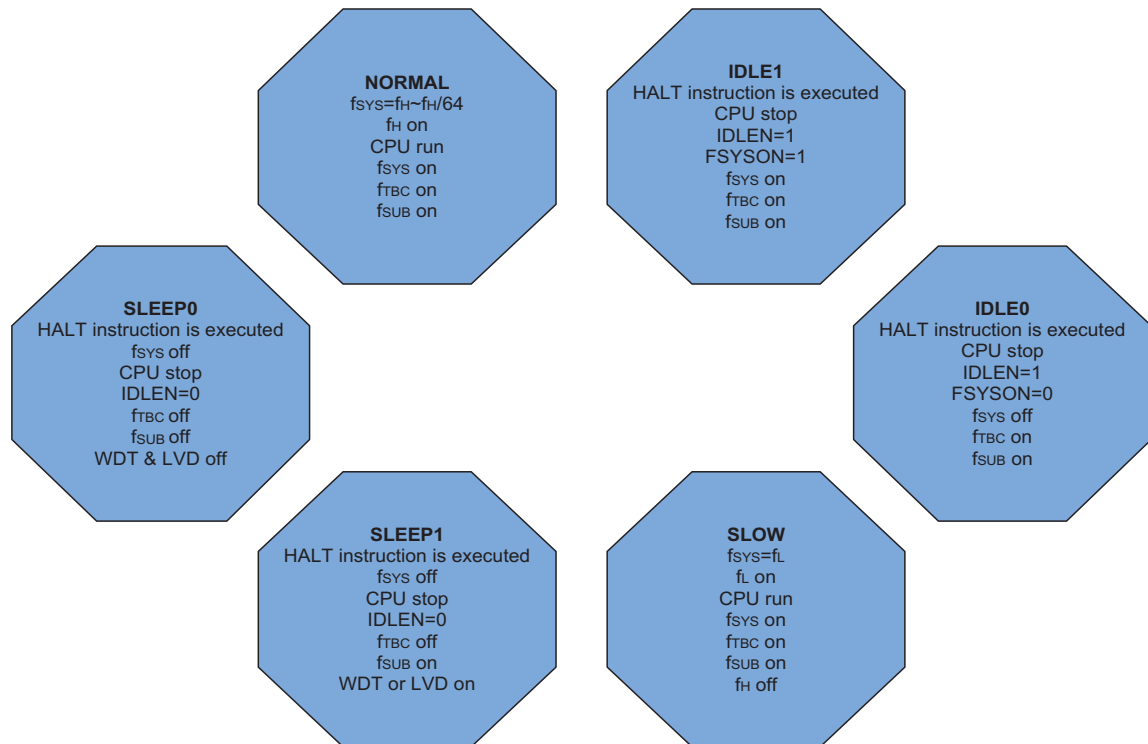 NORMAL
fSYS=fH~fH/64
fH on
CPU run
fSYS on
fTBC on
fSUB on
IDLE1
HALT instruction is executed
CPU stop
IDLEN=1
FSYSON=1
fSYS on
fTBC on
fSUB on
SLEEP0
HALT instruction is executed
fSYS off
CPU stop
IDLEN=0
fTBC off
fSUB off
WDT & LVD off
IDLE0
HALT instruction is executed
CPU stop
IDLEN=1
FSYSON=0
fSYS off
fTBC on
fSUB on
SLEEP1
HALT instruction is executed
fSYS off
CPU stop
IDLEN=0
fTBC off
fSUB on
WDT or LVD on
SLOW
fSYS=fL
fL on
CPU run
fSYS on
fTBC on
fSUB on
fH off